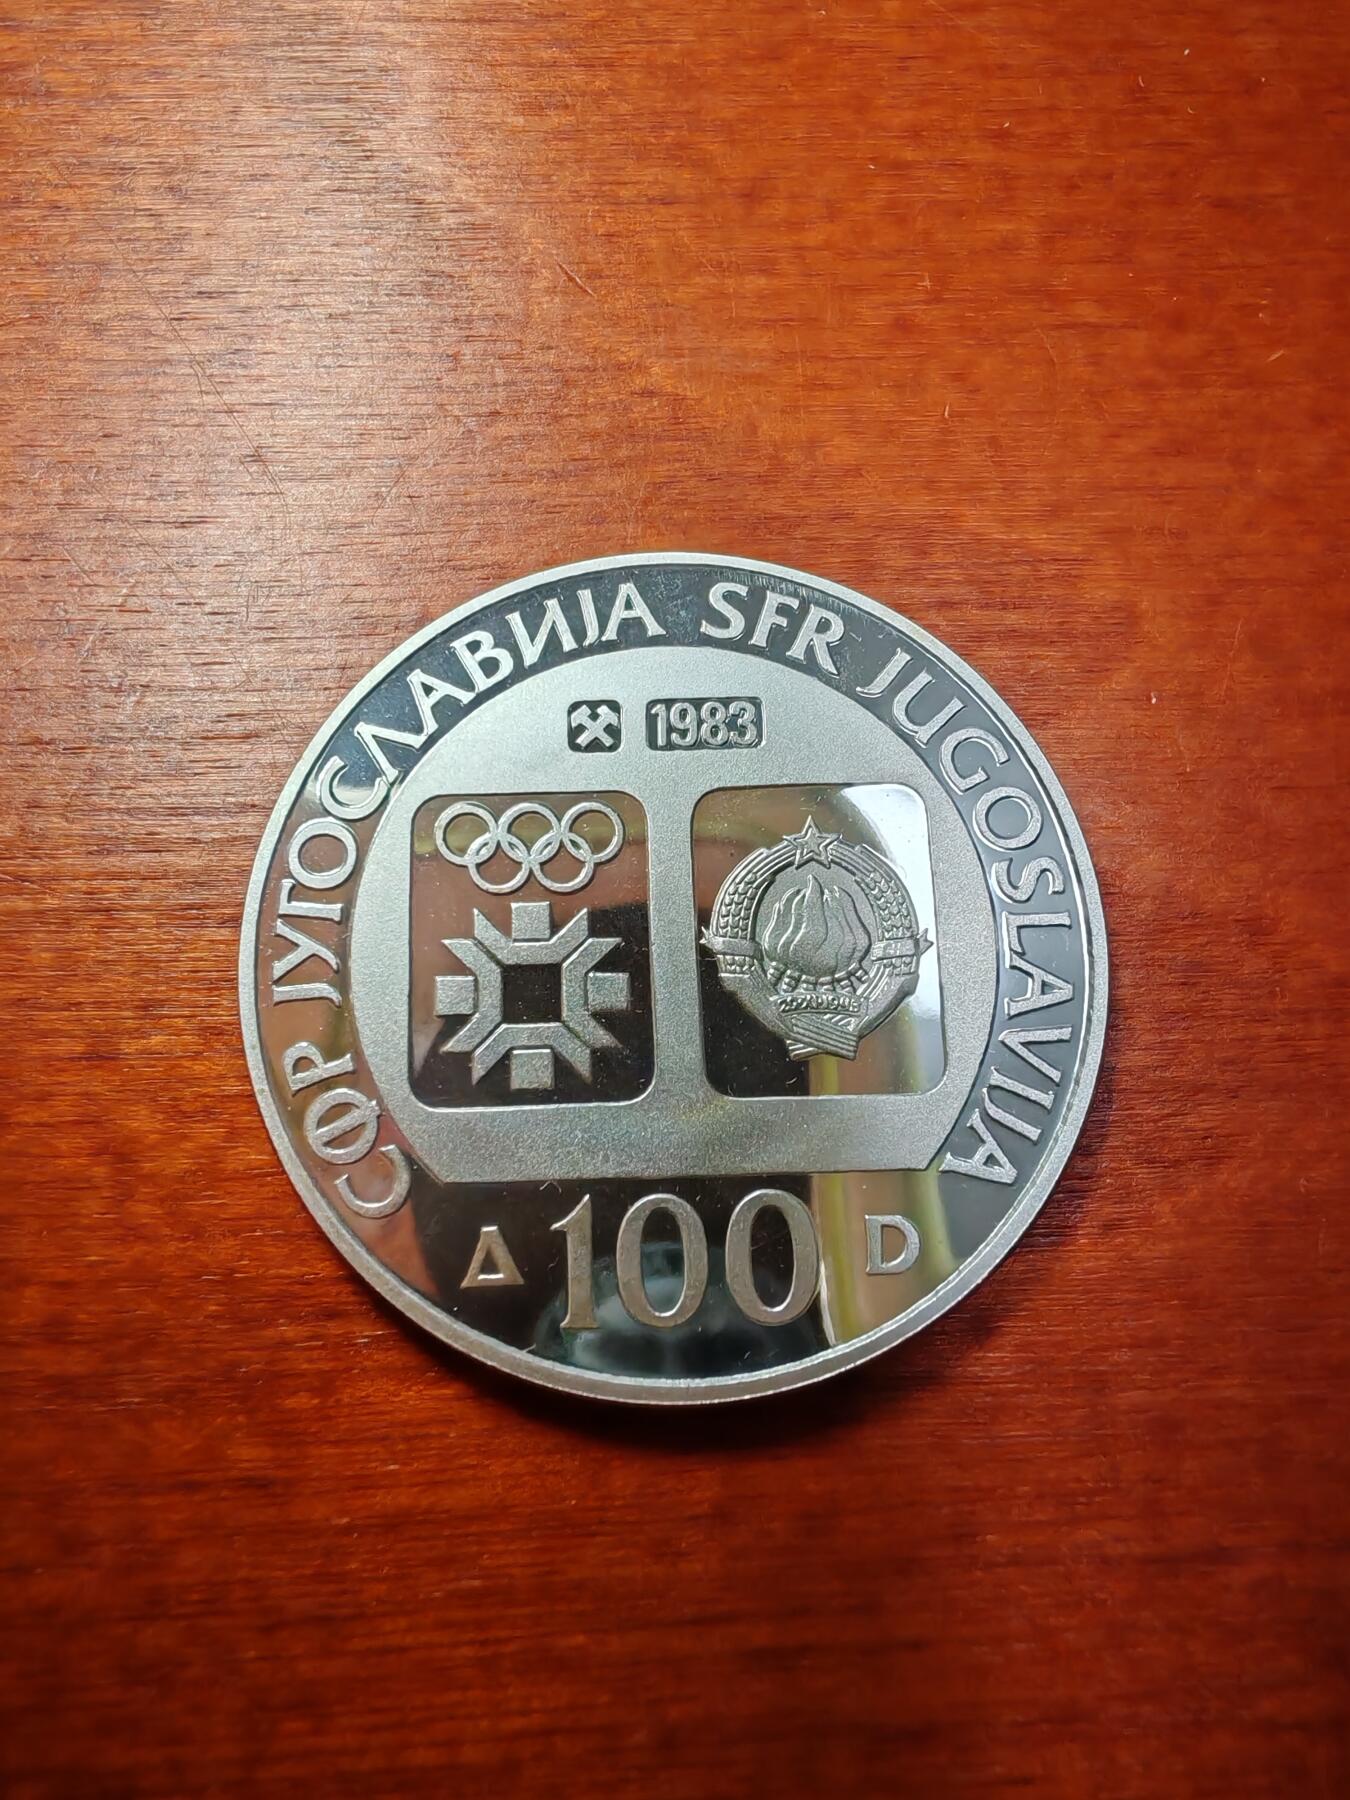 СФР ЈУГОСЛАВИЈА SFR JUGOSLAVIJA
1983
Д 100 D